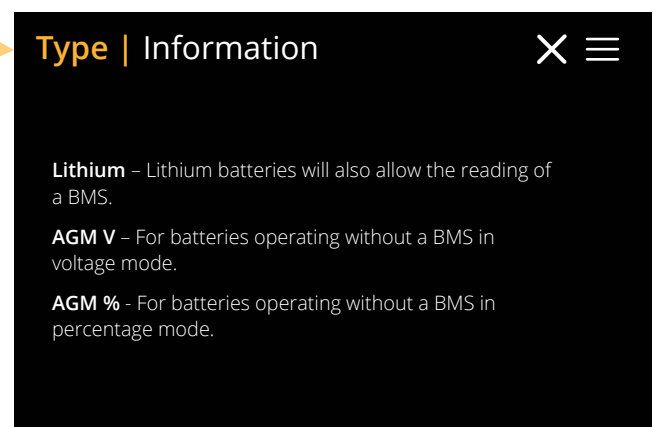 Type | Information
Lithium – Lithium batteries will also allow the reading of
a BMS.
AGM V – For batteries operating without a BMS in
voltage mode.
AGM % - For batteries operating without a BMS in
percentage mode.